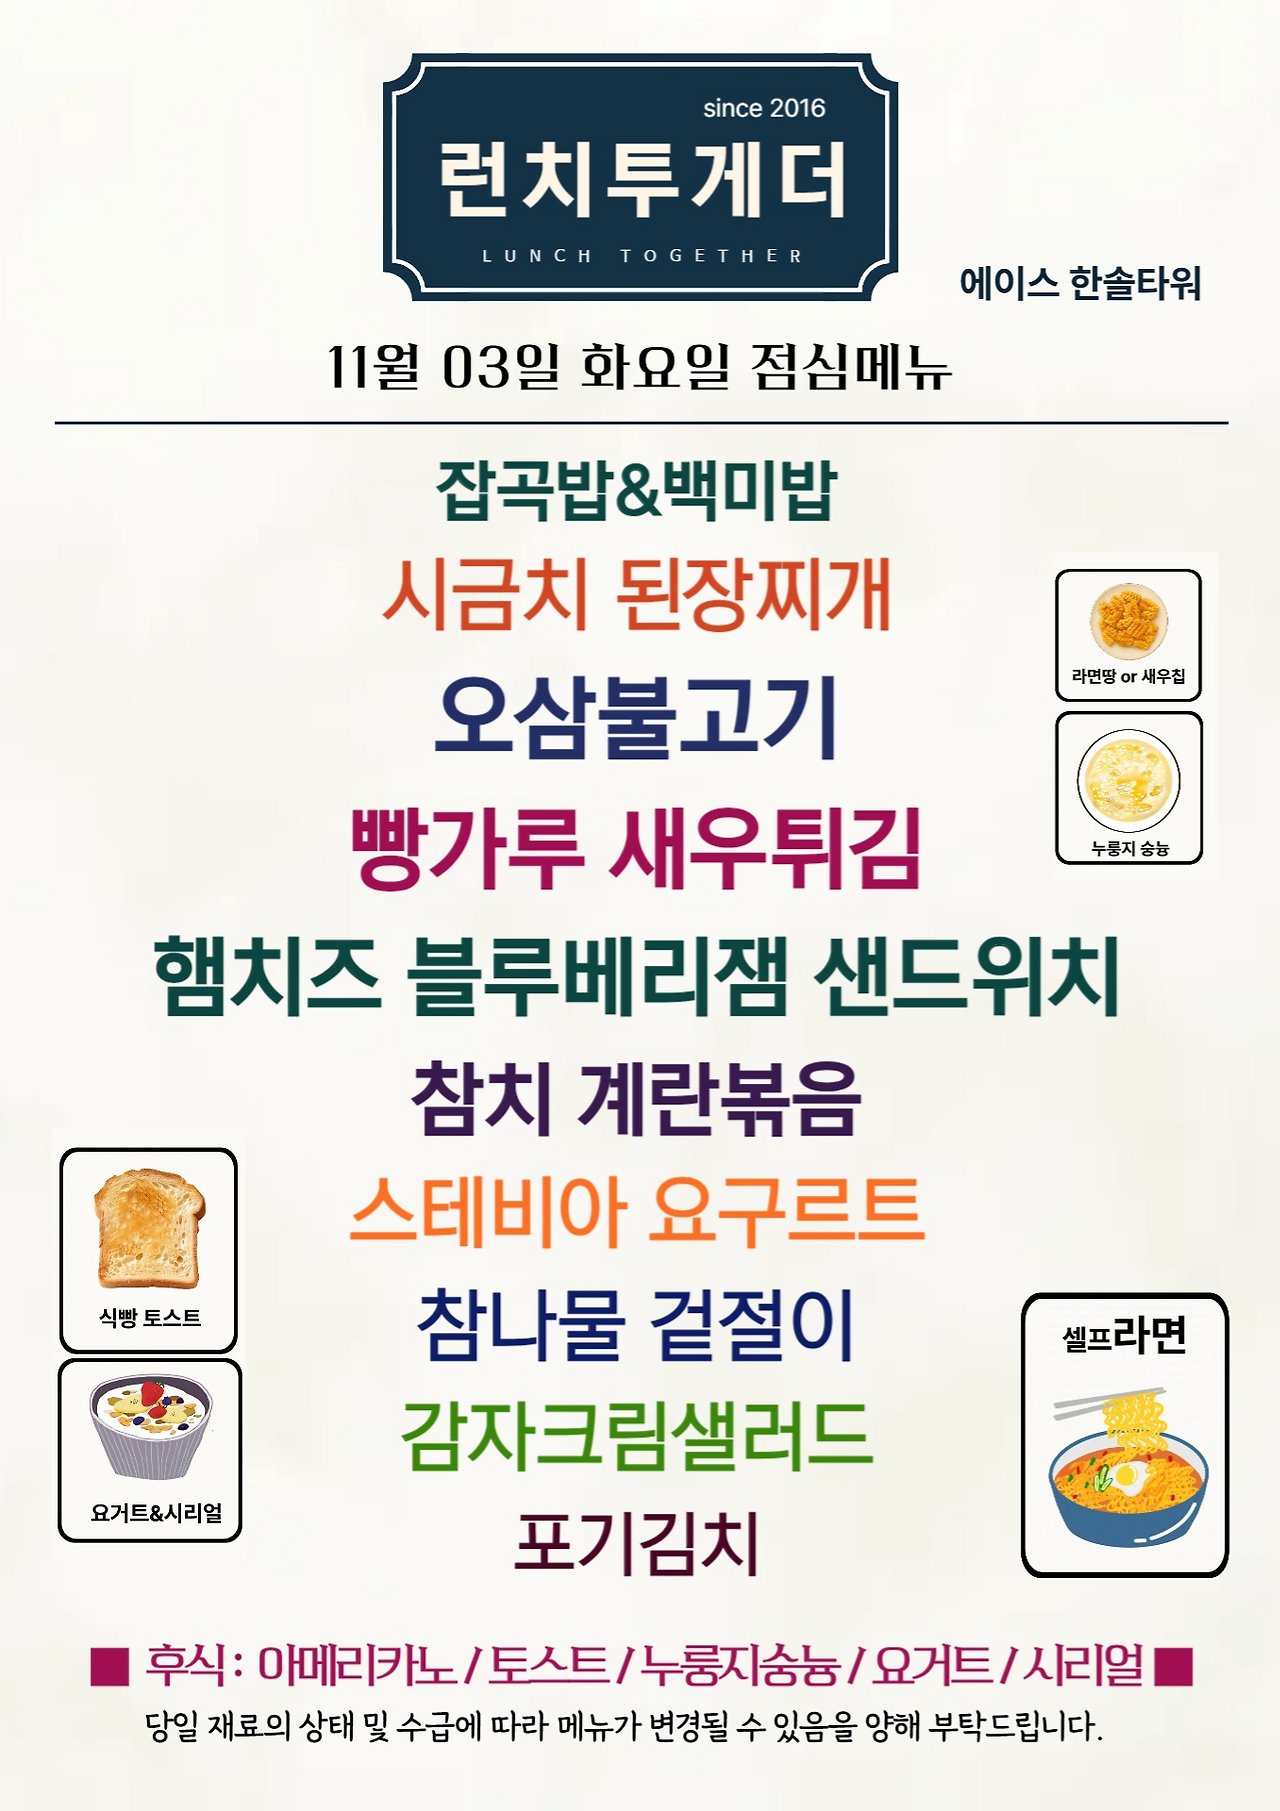 since 2016
런치투게더
LUNCH TOGETHER
에이스 한솔타워
11월 03일 화요일 점심메뉴
잡곡밥&백미밥
시금치 된장찌개
라면땅 or 새우칩
오삼불고기
누룽지 숭늉
빵가루 새우튀김
햄치즈 블루베리잼 샌드위치
참치 계란볶음
스테비아 요구르트
식빵 토스트
참나물 겉절이
셀프라면
감자크림샐러드
요거트&시리얼
포기김치
■ 후식: 아메리카노 / 토스트 / 누룽지숭늉 / 요거트 / 시리얼 ■
당일 재료의 상태 및 수급에 따라 메뉴가 변경될 수 있음을 양해 부탁드립니다.